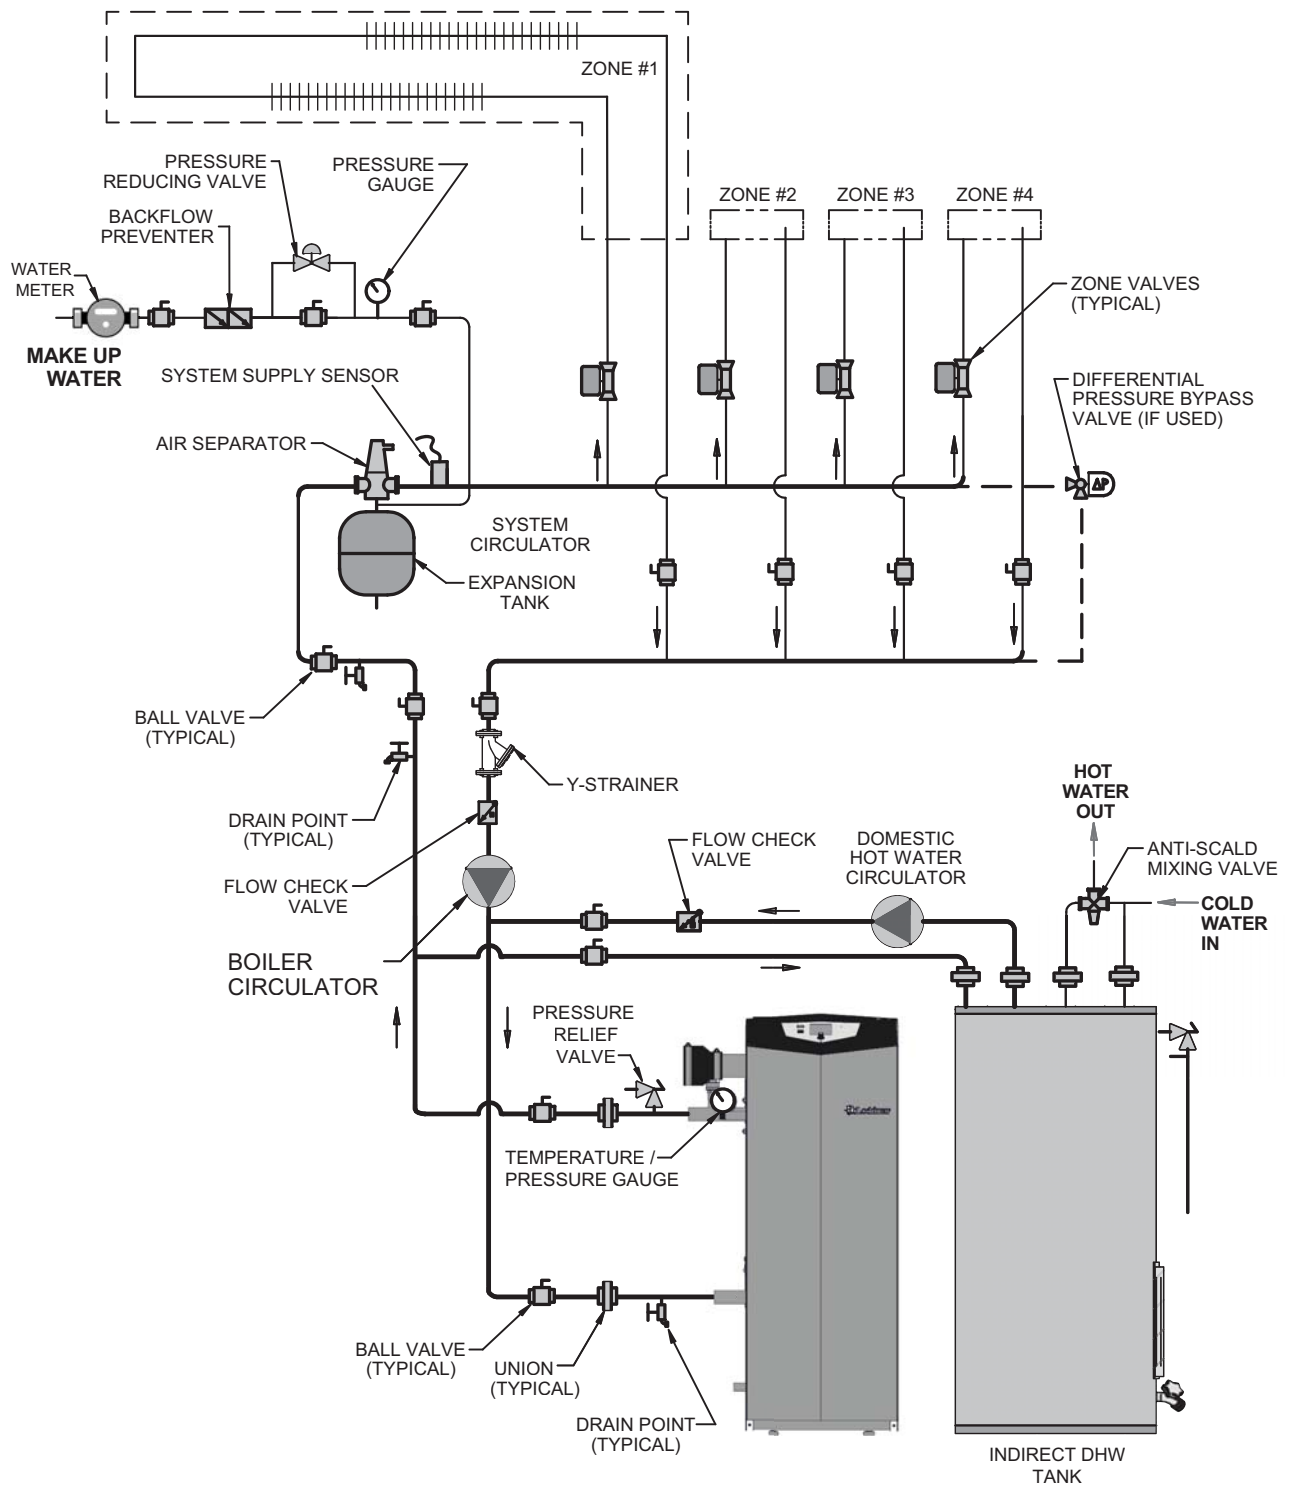 ZONE #1
PRESSURE
REDUCING VALVE
PRESSURE
GAUGE
ZONE #2
ZONE #3
ZONE #4
BACKFLOW
PREVENTER
WATER
METER
ZONE VALVES
(TYPICAL)
MAKE UP
WATER
SYSTEM SUPPLY SENSOR
DIFFERENTIAL
PRESSURE BYPASS
VALVE (IF USED)
AIR SEPARATOR
ΔP
SYSTEM
CIRCULATOR
EXPANSION
TANK
BALL VALVE
(TYPICAL)
Y-STRAINER
HOT
WATER
OUT
DRAIN POINT
(TYPICAL)
FLOW CHECK
VALVE
DOMESTIC
HOT WATER
CIRCULATOR
ANTI-SCALD
MIXING VALVE
FLOW CHECK
VALVE
COLD
WATER
IN
BOILER
CIRCULATOR
PRESSURE
RELIEF
VALVE
TEMPERATURE /
PRESSURE GAUGE
BALL VALVE
(TYPICAL)
UNION
(TYPICAL)
DRAIN POINT
(TYPICAL)
INDIRECT DHW
TANK